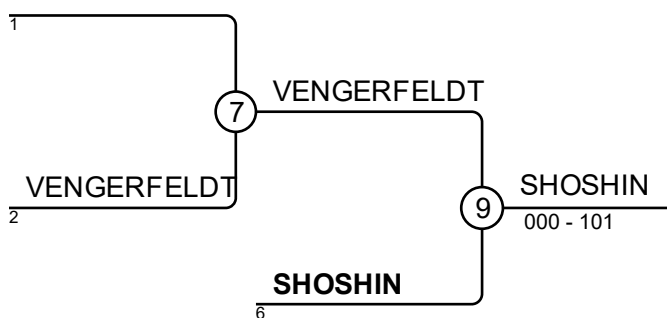 1
VENGERFELDT
7
VENGERFELDT
2
SHOSHIN
9
000 - 101
SHOSHIN
6